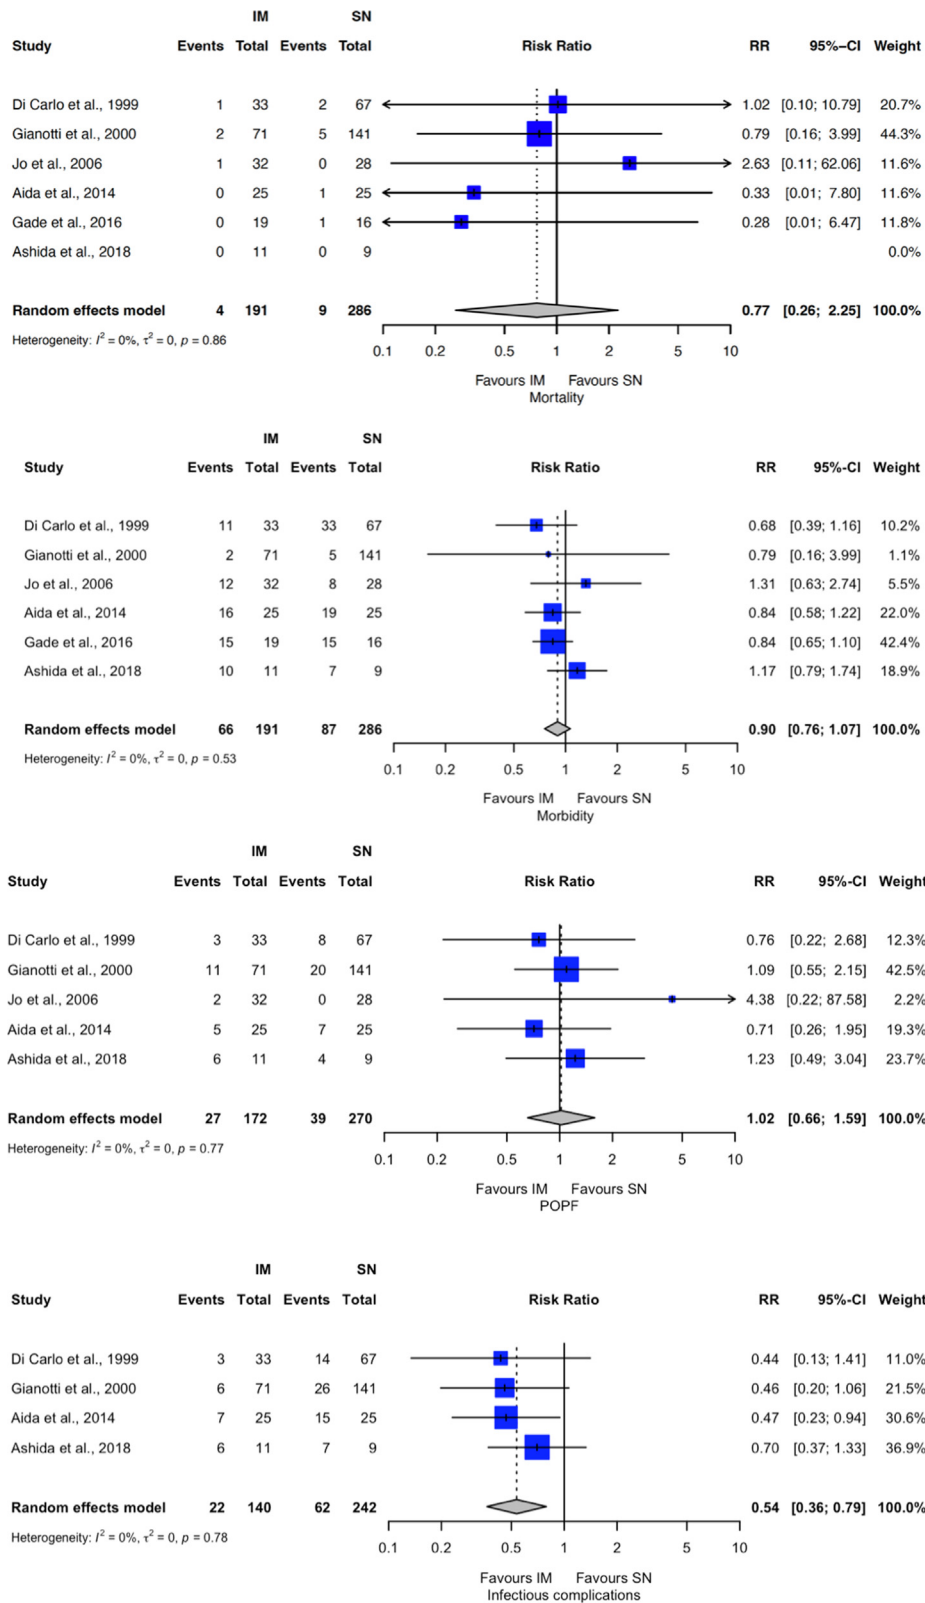 IM SN
Study Events Total Events Total Risk Ratio RR 95%–CI Weight
Di Carlo et al., 1999 1 33 2 67 1.02 [0.10; 10.79] 20.7%
Gianotti et al., 2000 2 71 5 141 0.79 [0.16; 3.99] 44.3%
Jo et al., 2006 1 32 0 28 2.63 [0.11; 62.06] 11.6%
Aida et al., 2014 0 25 1 25 0.33 [0.01; 7.80] 11.6%
Gade et al., 2016 0 19 1 16 0.28 [0.01; 6.47] 11.8%
Ashida et al., 2018 0 11 0 9 0.0%
Random effects model 4 191 9 286 0.77 [0.26; 2.25] 100.0%
Heterogeneity: I² = 0%, τ² = 0, p = 0.86
0.1 0.2 0.5 1 2 5 10
Favours IM Favours SN
Mortality
IM SN
Study Events Total Events Total Risk Ratio RR 95%-CI Weight
Di Carlo et al., 1999 11 33 33 67 0.68 [0.39; 1.16] 10.2%
Gianotti et al., 2000 2 71 5 141 0.79 [0.16; 3.99] 1.1%
Jo et al., 2006 12 32 8 28 1.31 [0.63; 2.74] 5.5%
Aida et al., 2014 16 25 19 25 0.84 [0.58; 1.22] 22.0%
Gade et al., 2016 15 19 15 16 0.84 [0.65; 1.10] 42.4%
Ashida et al., 2018 10 11 7 9 1.17 [0.79; 1.74] 18.9%
Random effects model 66 191 87 286 0.90 [0.76; 1.07] 100.0%
Heterogeneity: I² = 0%, τ² = 0, p = 0.53
0.1 0.2 0.5 1 2 5 10
Favours IM Favours SN
Morbidity
IM SN
Study Events Total Events Total Risk Ratio RR 95%-CI Weight
Di Carlo et al., 1999 3 33 8 67 0.76 [0.22; 2.68] 12.3%
Gianotti et al., 2000 11 71 20 141 1.09 [0.55; 2.15] 42.5%
Jo et al., 2006 2 32 0 28 4.38 [0.22; 87.58] 2.2%
Aida et al., 2014 5 25 7 25 0.71 [0.26; 1.95] 19.3%
Ashida et al., 2018 6 11 4 9 1.23 [0.49; 3.04] 23.7%
Random effects model 27 172 39 270 1.02 [0.66; 1.59] 100.0%
Heterogeneity: I² = 0%, τ² = 0, p = 0.77
0.1 0.2 0.5 1 2 5 10
Favours IM Favours SN
POPF
IM SN
Study Events Total Events Total Risk Ratio RR 95%-CI Weight
Di Carlo et al., 1999 3 33 14 67 0.44 [0.13; 1.41] 11.0%
Gianotti et al., 2000 6 71 26 141 0.46 [0.20; 1.06] 21.5%
Aida et al., 2014 7 25 15 25 0.47 [0.23; 0.94] 30.6%
Ashida et al., 2018 6 11 7 9 0.70 [0.37; 1.33] 36.9%
Random effects model 22 140 62 242 0.54 [0.36; 0.79] 100.0%
Heterogeneity: I² = 0%, τ² = 0, p = 0.78
0.1 0.2 0.5 1 2 5 10
Favours IM Favours SN
Infectious complications